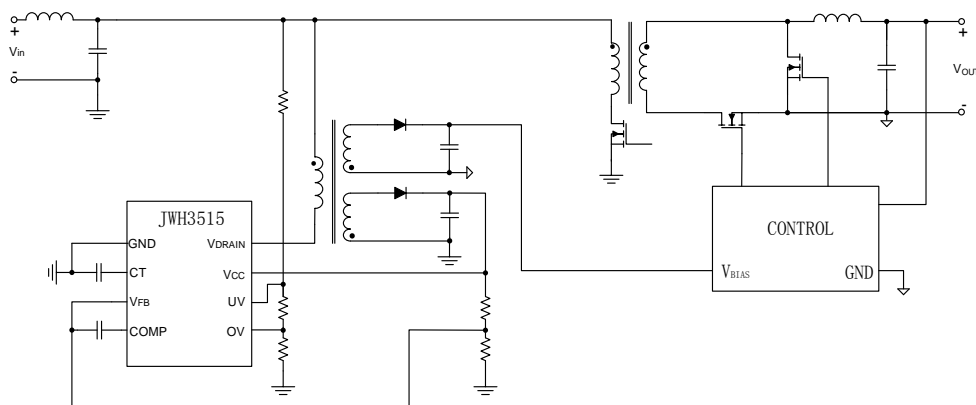 +
Vin
-
JWH3515
GND
CT
VFB
COMP
VDRAIN
VCC
UV
OV
CONTROL
VBIAS
GND
+
VOUT
-